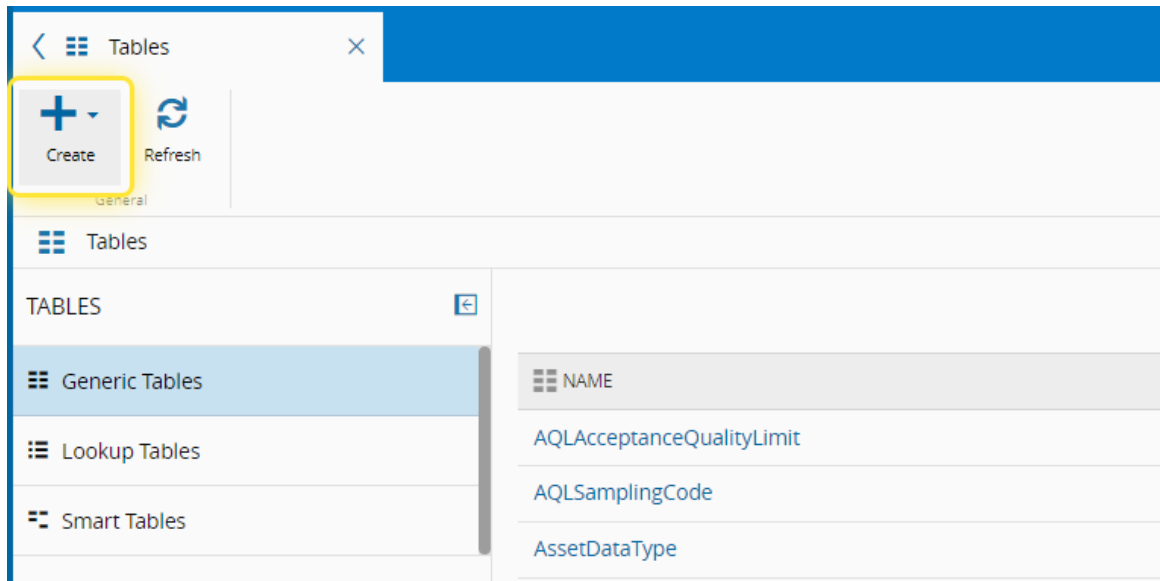 Tables
Create
Refresh
General
Tables
TABLES
Generic Tables
Lookup Tables
Smart Tables
NAME
AQLAcceptanceQualityLimit
AQLSamplingCode
AssetDataType